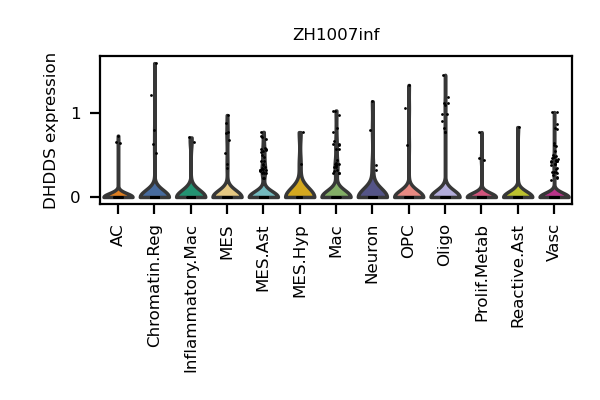 ZH1007inf
DHDDS expression
1
0
AC
Chromatin.Reg
Inflammatory.Mac
MES
MES.Ast
MES.Hyp
Mac
Neuron
OPC
Oligo
Prolif.Metab
Reactive.Ast
Vasc